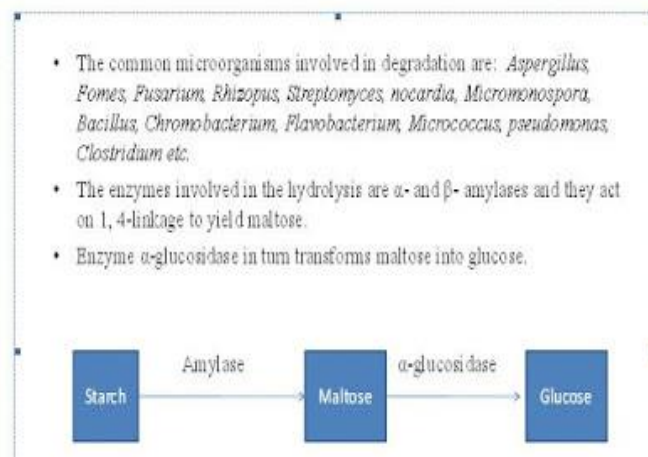 • The common microorganisms involved in degradation are: Aspergillus,
Fomes, Fusarium, Rhizopus, Streptomyces, nocardia, Micromonospora,
Bacillus, Chromobacterium, Flavobacterium, Micrococcus, pseudomonas,
Clostridium etc.
• The enzymes involved in the hydrolysis are α- and β- amylases and they act
on 1, 4-linkage to yield maltose.
• Enzyme α-glucosidase in turn transforms maltose into glucose.
Amylase
α-glucosidase
Starch
Maltose
Glucose